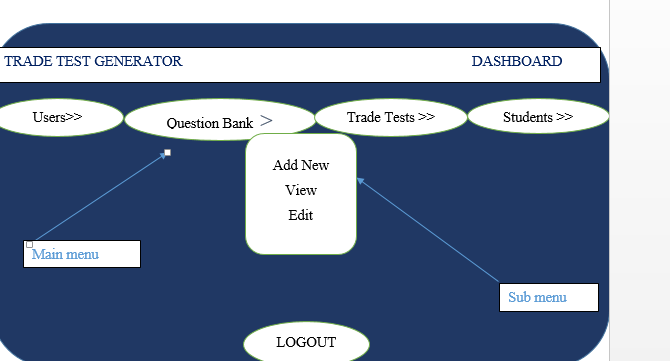 TRADE TEST GENERATOR DASHBOARD
Users>> Question Bank > Trade Tests >> Students >>
Add New
View
Edit
Main menu
Sub menu
LOGOUT